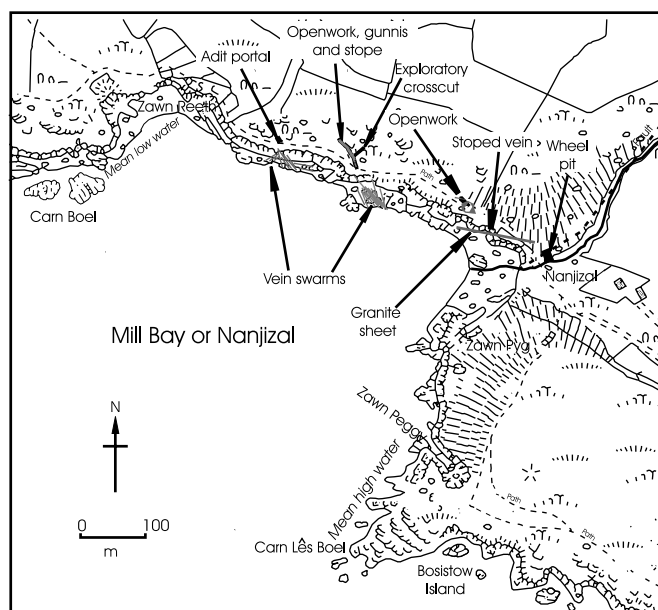 Openwork, gunnis
and stope
Adit portal
Exploratory
crosscut
Zawn Reeth
Openwork
Stoped vein
Wheel
pit
Fault
Path
Mean low water
Carn Boel
Vein swarms
Nanjizal
Granite
sheet
Mill Bay or Nanjizal
Zawn Pyg
Zawn Peggy
N
Mean high water
Path
Path
0 100
m
Carn Lês Boel
Bosistow
Island